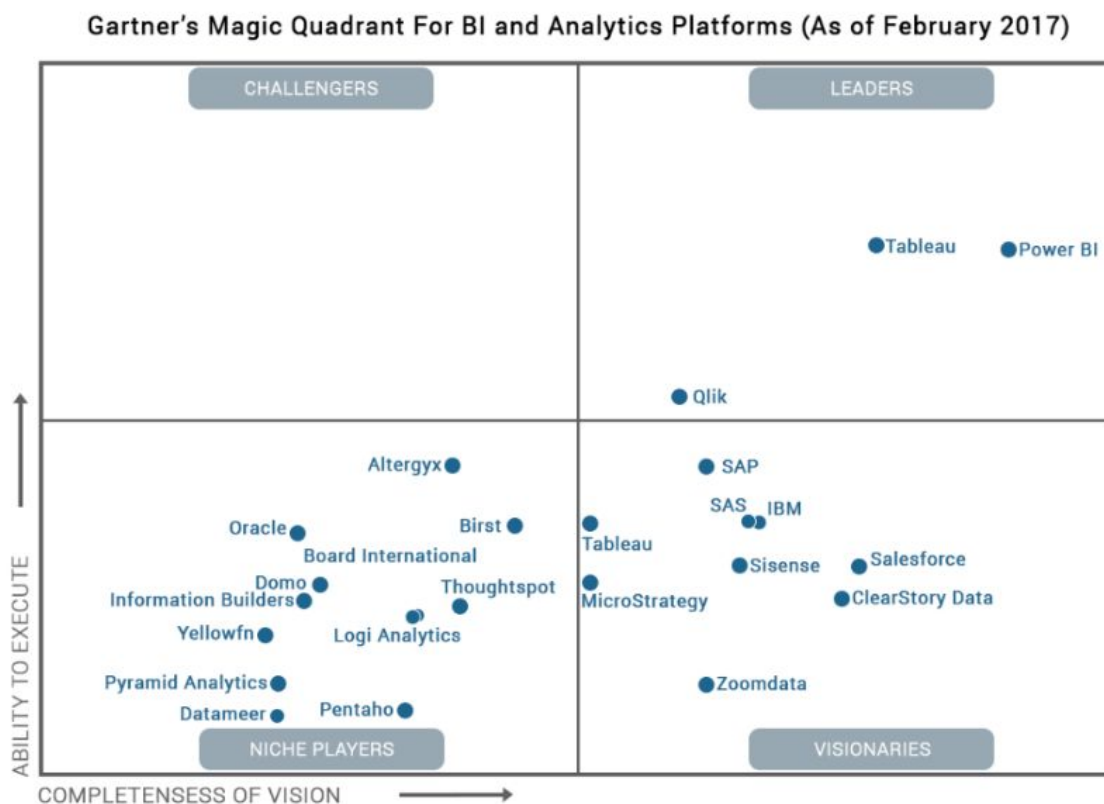 Gartner's Magic Quadrant For BI and Analytics Platforms (As of February 2017)
CHALLENGERS
LEADERS
Tableau
Power BI
Qlik
Altergyx
SAP
SAS
IBM
Oracle
Birst
Tableau
Board International
Sisense
Salesforce
Domo
Thoughtspot
Information Builders
MicroStrategy
ClearStory Data
Yellowfn
Logi Analytics
Pyramid Analytics
Zoomdata
Datameer
Pentaho
NICHE PLAYERS
VISIONARIES
ABILITY TO EXECUTE
COMPLETENSESS OF VISION